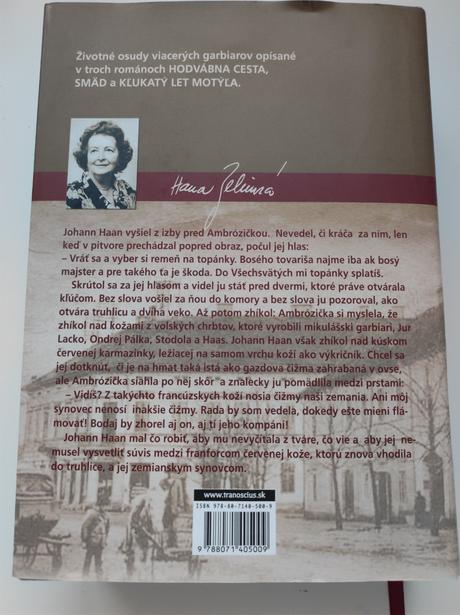 Životné osudy viacerých garbiarov opísané
v troch románoch HODVÁBNA CESTA,
SMÄD a KĽUKATÝ LET MOTÝĽA.
Hana Zelinová
Johann Haan vyšiel z izby pred Ambrózičkou. Nevedel, či kráča za ním, len
keď v pitvore prechádzal popred obraz, počul jej hlas:
– Vráť sa a vyber si remeň na topánky. Bosého tovariša najme iba ak bosý
majster a pre takého ťa je škoda. Do Všechsvätých mi topánky splatíš.
Skrútol sa za jej hlasom a videl ju stáť pred dvermi, ktoré práve otvárala
kľúčom. Bez slova vošiel za ňou do komory a bez slova ju pozoroval, ako
otvára truhlicu a dvíha veko. Až potom zhíkol: Ambrózička si myslela, že
zhíkol nad kožami z volských chrbtov, ktoré vyrobili mikulášski garbiari, Jur
Lacko, Ondrej Pálka, Stodola a Haas. Johann Haan však zhíkol nad kúskom
červenej karmazínky, ležiacej na samom vrchu koží ako výkričník. Chcel sa
jej dotknúť, či je na hmat taká istá ako gazdova čižma zahrabaná v ovse,
ale Ambrózička siahla po nej skôr a znalecky ju pomädlila medzi prstami:
– Vidíš? Z takýchto francúzskych koží nosia čižmy naši zemania. Ani môj
synovec nenosí inakšie čižmy. Rada by som vedela, dokedy ešte mieni flá-
movať! Bodaj by zhorel aj on, aj tí jeho kompáni!
Johann Haan mal čo robiť, aby mu nevyčítala z tváre, čo vie a aby jej ne-
musel vysvetliť súvis medzi franforcom červenej kože, ktorú znova vhodila
do truhlice, a jej zemianskym synovcom.
www.tranoscius.sk
ISBN 978-80-7140-500-9
9 788071 405009